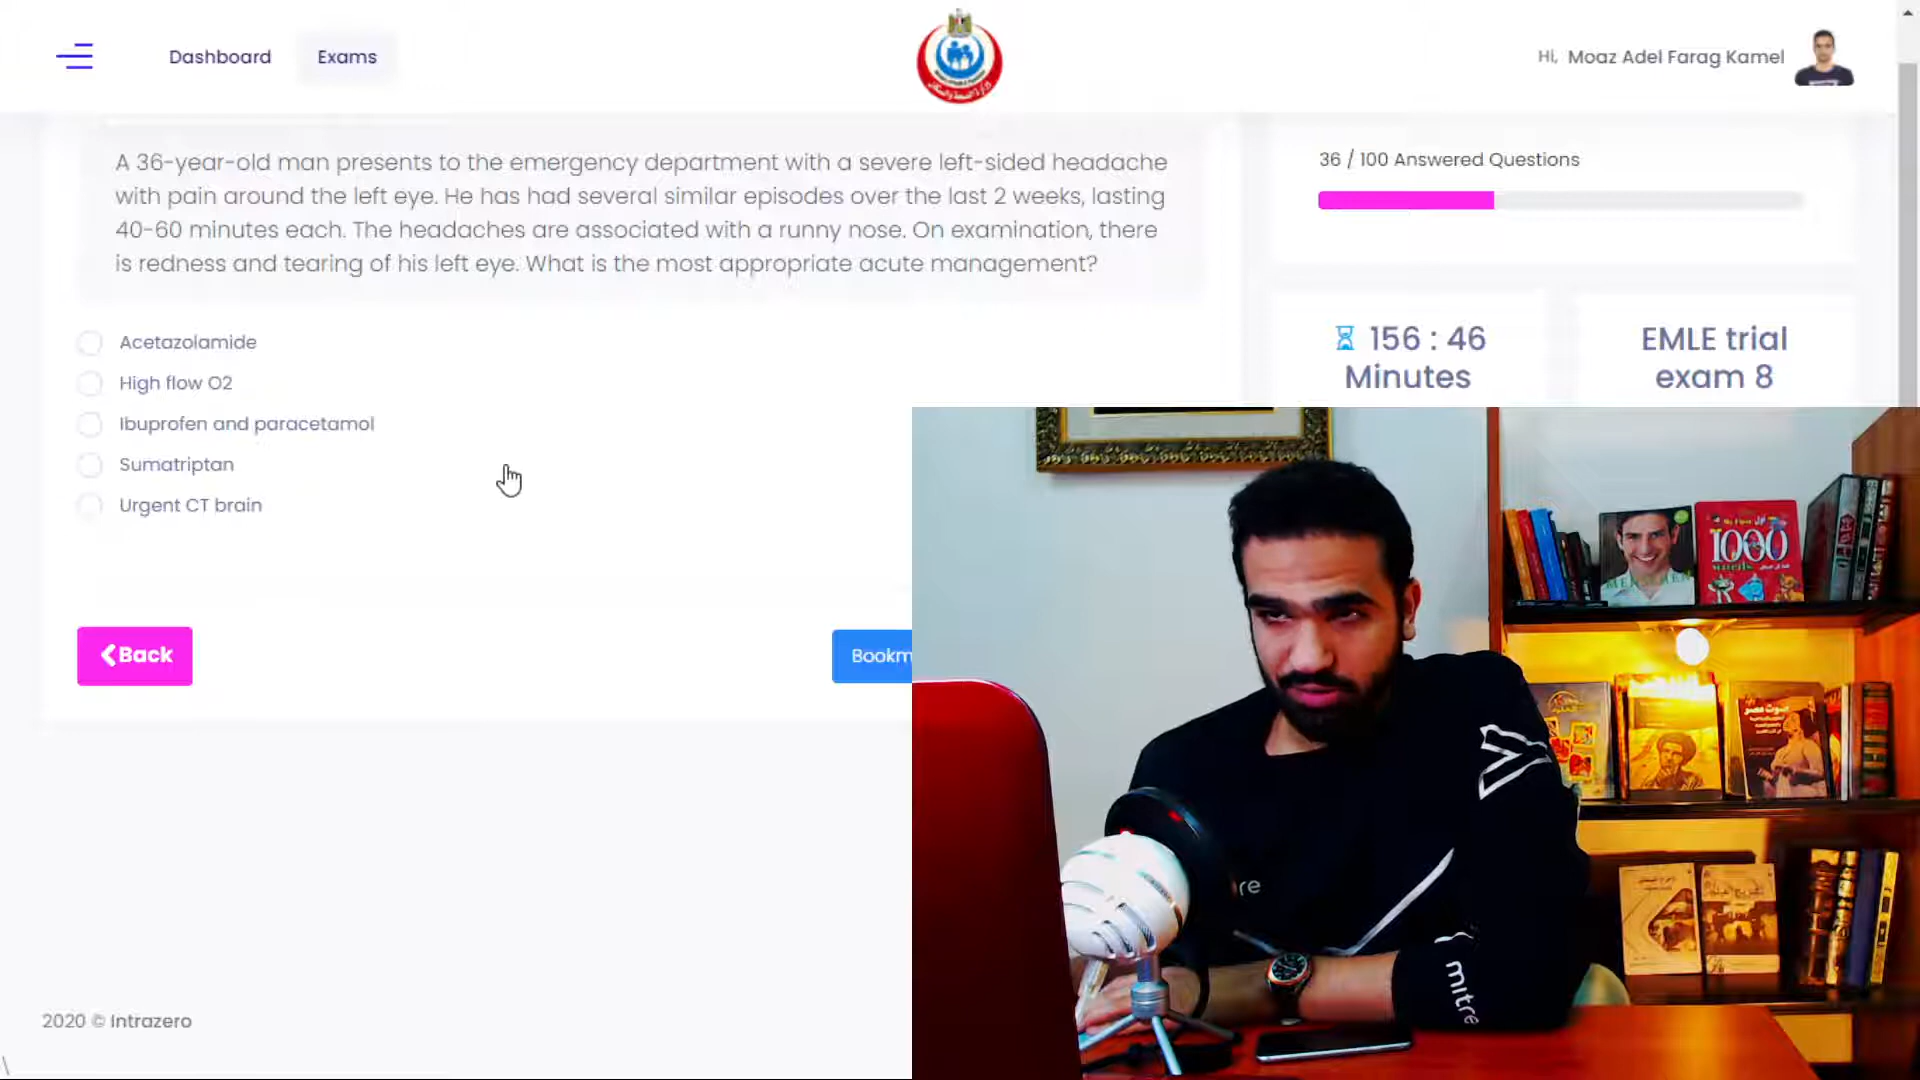 Dashboard
Exams
Hi, Moaz Adel Farag Kamel
A 36-year-old man presents to the emergency department with a severe left-sided headache
with pain around the left eye. He has had several similar episodes over the last 2 weeks, lasting
40-60 minutes each. The headaches are associated with a runny nose. On examination, there
is redness and tearing of his left eye. What is the most appropriate acute management?
Acetazolamide
High flow O2
Ibuprofen and paracetamol
Sumatriptan
Urgent CT brain
Back
Bookm
36 / 100 Answered Questions
156 : 46
Minutes
EMLE trial
exam 8
1000
words
re
mitre
2020 © Intrazero